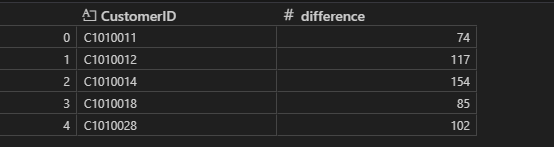 CustomerID # difference
0 C1010011 74
1 C1010012 117
2 C1010014 154
3 C1010018 85
4 C1010028 102